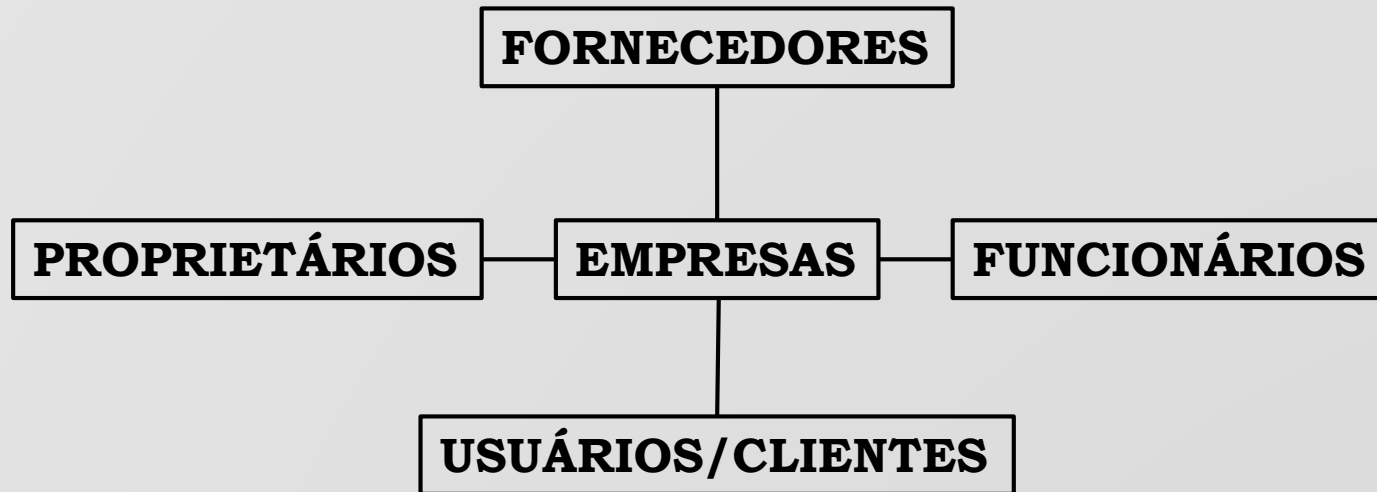 FORNECEDORES
PROPRIETÁRIOS
EMPRESAS
FUNCIONÁRIOS
USUÁRIOS/CLIENTES